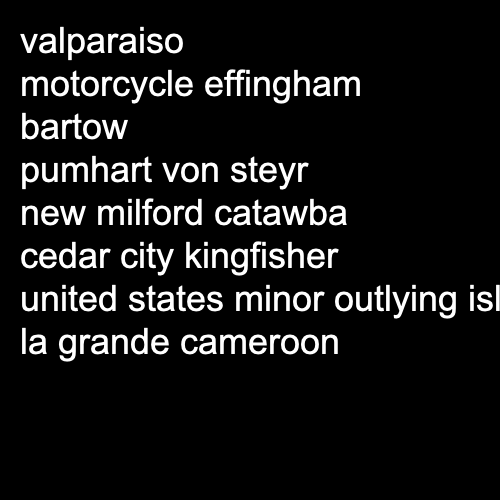 valparaiso
motorcycle effingham
bartow
pumhart von steyr
new milford catawba
cedar city kingfisher
united states minor outlying isl
la grande cameroon